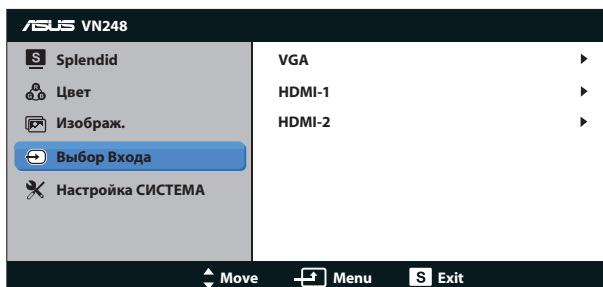 ASUS VN248
S Splendid
Цвет
Изображ.
Выбор Входа
Настройка СИСТЕМА
VGA
HDMI-1
HDMI-2
Move Menu S Exit